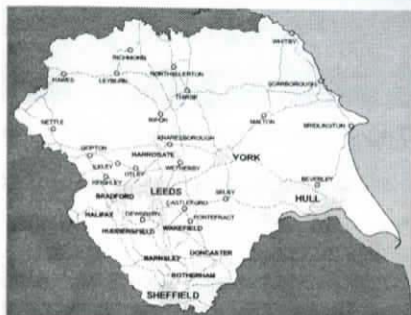 WHITBY
RICHMOND
NORTHALLERTON
HAWES
LEYBURN
SCARBOROUGH
THIRSK
RIPON
MALTON
SETTLE
BRIDLINGTON
KNARESBOROUGH
SKIPTON
HARROGATE
YORK
ILKLEY
OTLEY
WETHERBY
KEIGHLEY
LEEDS
SELBY
BEVERLEY
BRADFORD
CASTLEFORD
HULL
HALIFAX
DEWSBURY
PONTEFRACT
HUDDERSFIELD
WAKEFIELD
BARNSLEY
DONCASTER
ROTHERHAM
SHEFFIELD